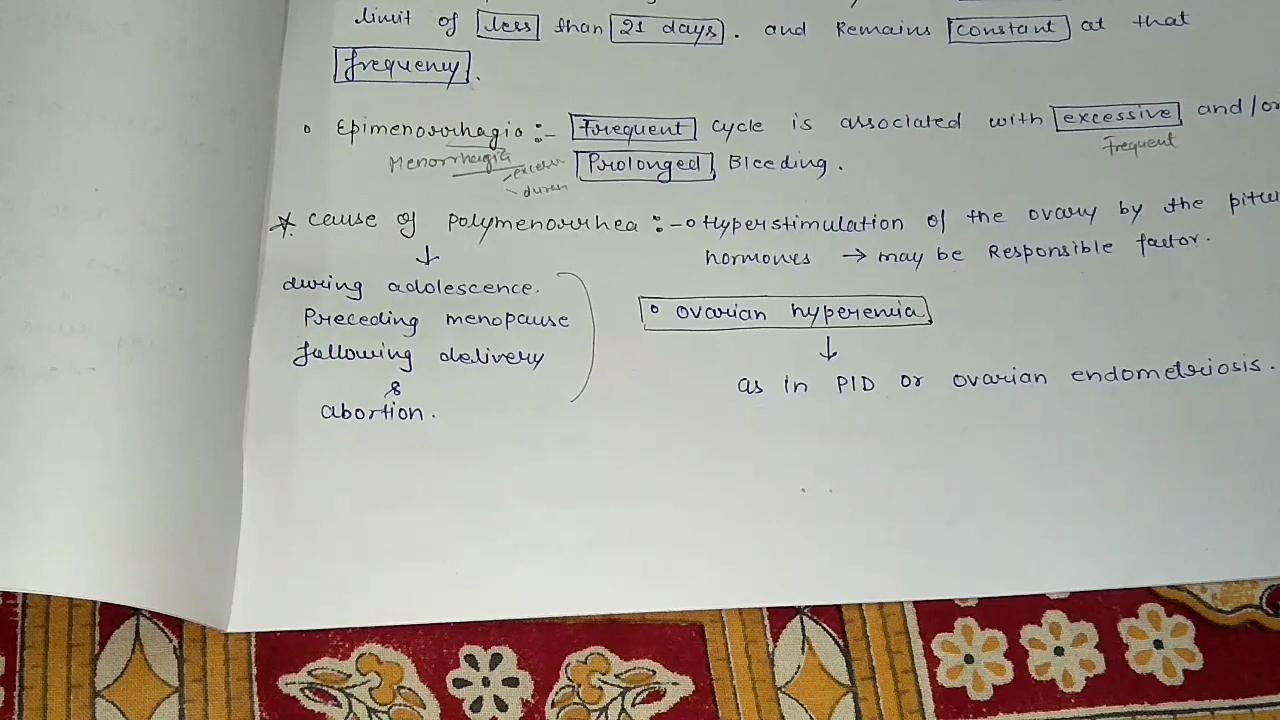 limit of less than 21 days. and Remains constant at that
frequency.
Epimenorrhagia :- Frequent cycle is associated with excessive and/or
Frequent
Menorrhagia
Prolonged Bleeding.
* cause of polymenorrhea :- Hyperstimulation of the ovary by the pitui
hormones → may be Responsible factor.
↓
during adolescence.
Preceding menopause
following delivery
&
abortion.
ovarian hyperemia
↓
as in PID or ovarian endometriosis.